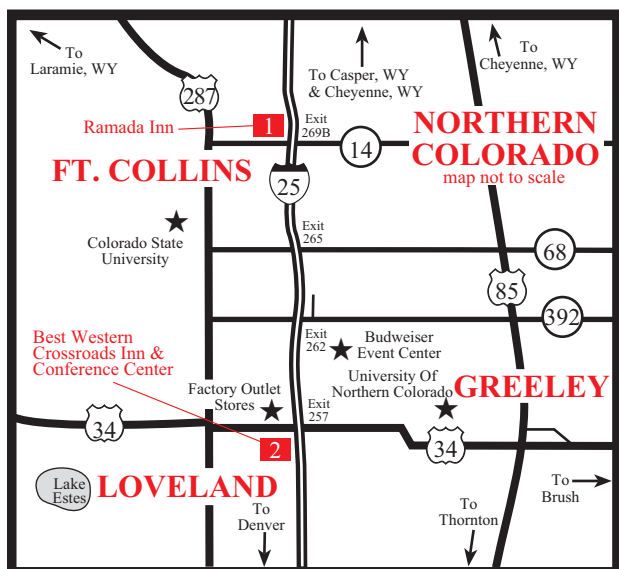 To
Laramie, WY
To Casper, WY
& Cheyenne, WY
To
Cheyenne, WY
287
Ramada Inn
1
Exit
269B
14
NORTHERN
COLORADO
map not to scale
FT. COLLINS
25
Colorado State
University
Exit
265
68
85
392
Best Western
Crossroads Inn &
Conference Center
Exit
262
Budweiser
Event Center
Factory Outlet
Stores
Exit
257
University Of
Northern Colorado
GREELEY
34
2
34
Lake
Estes
LOVELAND
To
Brush
To
Denver
To
Thornton